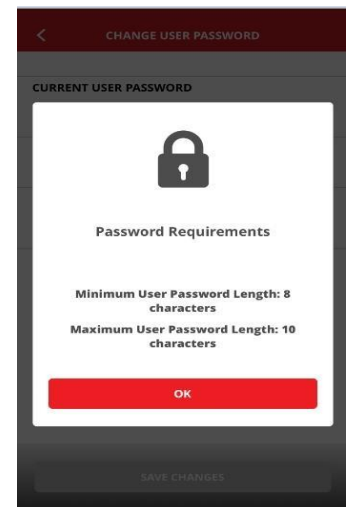 CHANGE USER PASSWORD
CURRENT USER PASSWORD
Password Requirements
Minimum User Password Length: 8
characters
Maximum User Password Length: 10
characters
OK
SAVE CHANGES